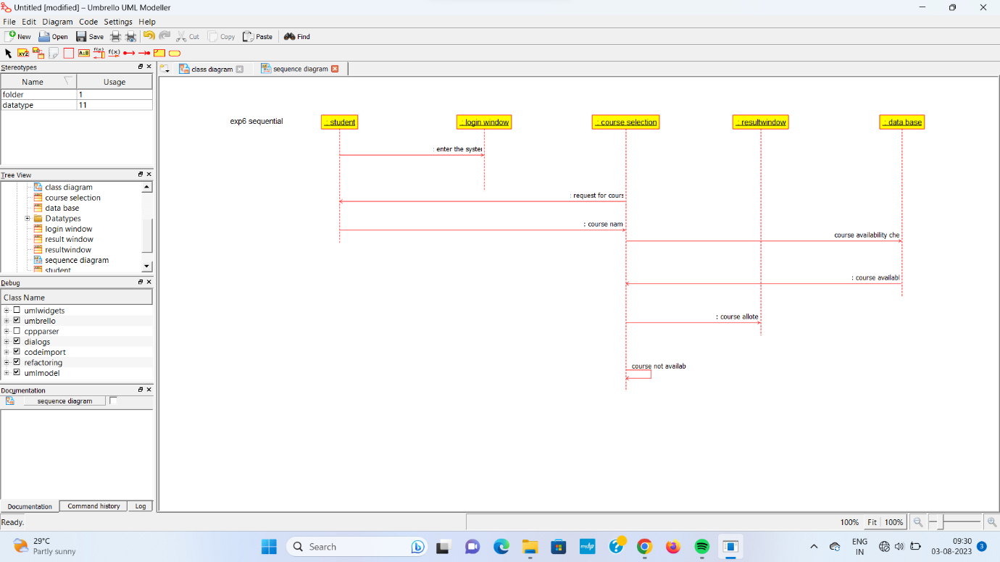 Untitled [modified] – Umbrello UML Modeller
File Edit Diagram Code Settings Help
New Open Save Cut Copy Paste Find
XYZ A:B f(x) f(x)
Stereotypes
Name Usage
folder 1
datatype 11
Tree View
class diagram
course selection
data base
Datatypes
login window
result window
resultwindow
sequence diagram
student
Debug
Class Name
umlwidgets
umbrello
cppparser
dialogs
codeimport
refactoring
umlmodel
Documentation
sequence diagram
Documentation Command history Log
class diagram sequence diagram
exp6 sequential
: student : login window : course selection : resultwindow : data base
: enter the system
: request for cours
: course nam
course availability che
: course availabl
: course allote
course not availab
Ready.
100% Fit 100%
29°C
Partly sunny
Search
myhp
ENG
IN
09:30
03-08-2023
3